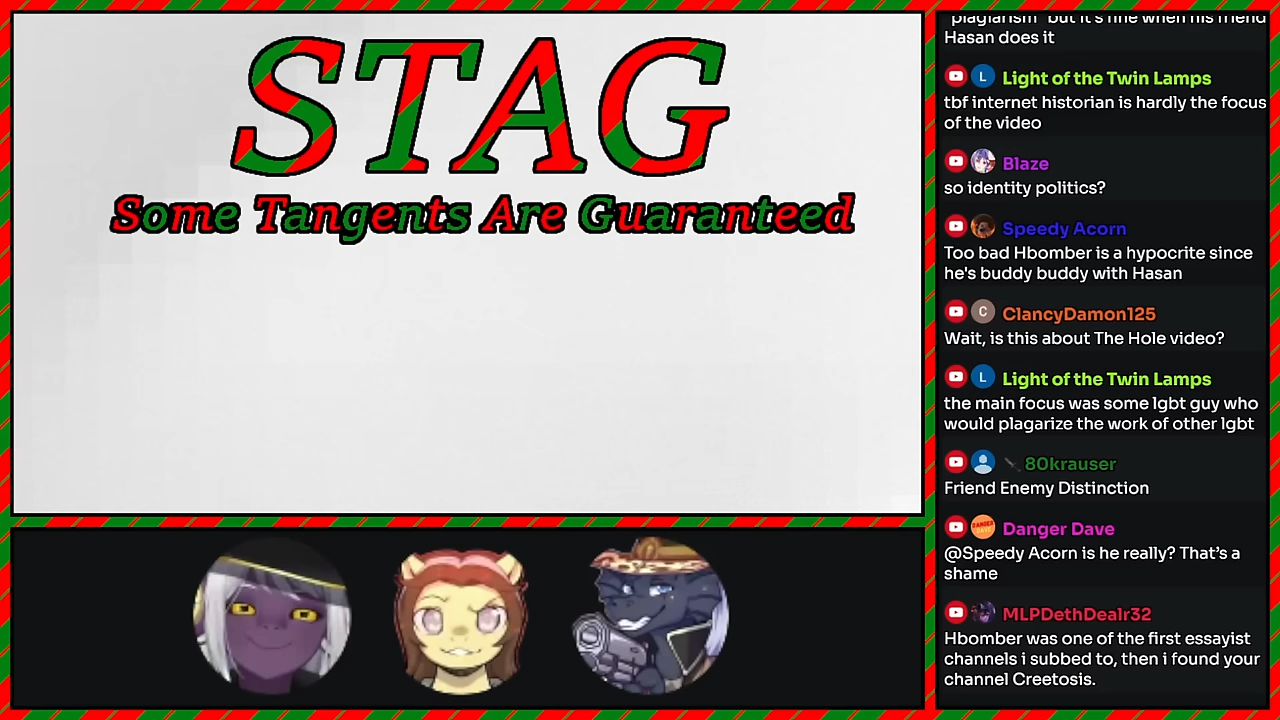 STAG
Some Tangents Are Guaranteed
"plagiarism" but it's fine when his friend
Hasan does it
L Light of the Twin Lamps
tbf internet historian is hardly the focus
of the video
Blaze
so identity politics?
Speedy Acorn
Too bad Hbomber is a hypocrite since
he's buddy buddy with Hasan
C ClancyDamon125
Wait, is this about The Hole video?
L Light of the Twin Lamps
the main focus was some lgbt guy who
would plagarize the work of other lgbt
80krauser
Friend Enemy Distinction
DANGER DAVE Danger Dave
@Speedy Acorn is he really? That's a
shame
MLPDethDealr32
Hbomber was one of the first essayist
channels i subbed to, then i found your
channel Creetosis.